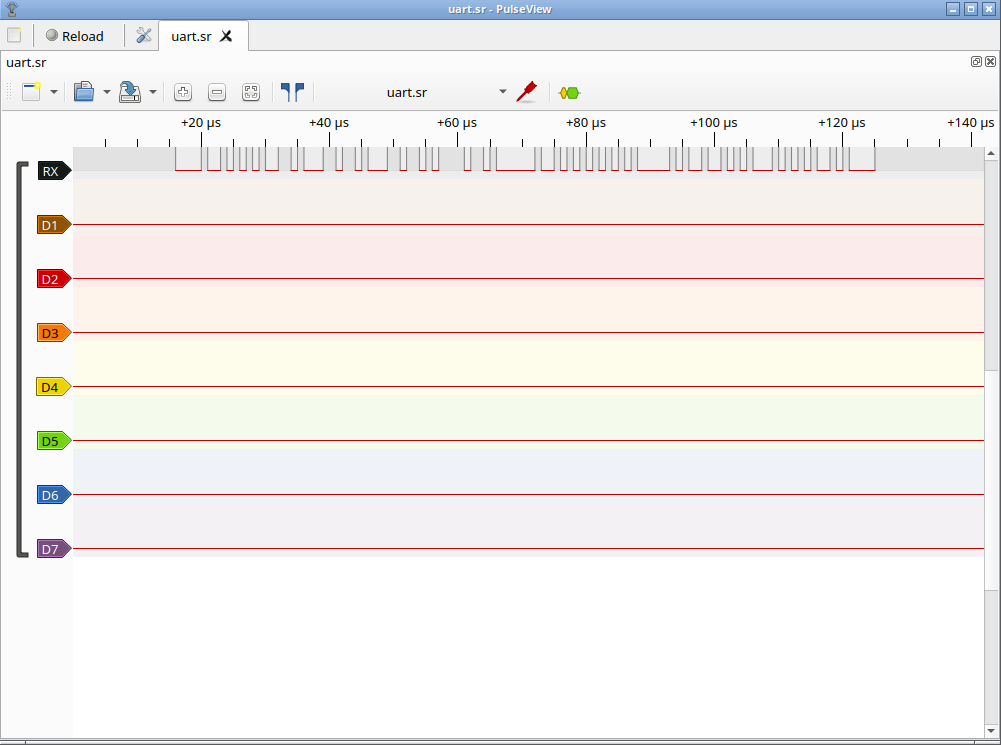 uart.sr - PulseView
Reload
uart.sr
uart.sr
uart.sr
+20 µs +40 µs +60 µs +80 µs +100 µs +120 µs +140 µs
RX
D1
D2
D3
D4
D5
D6
D7